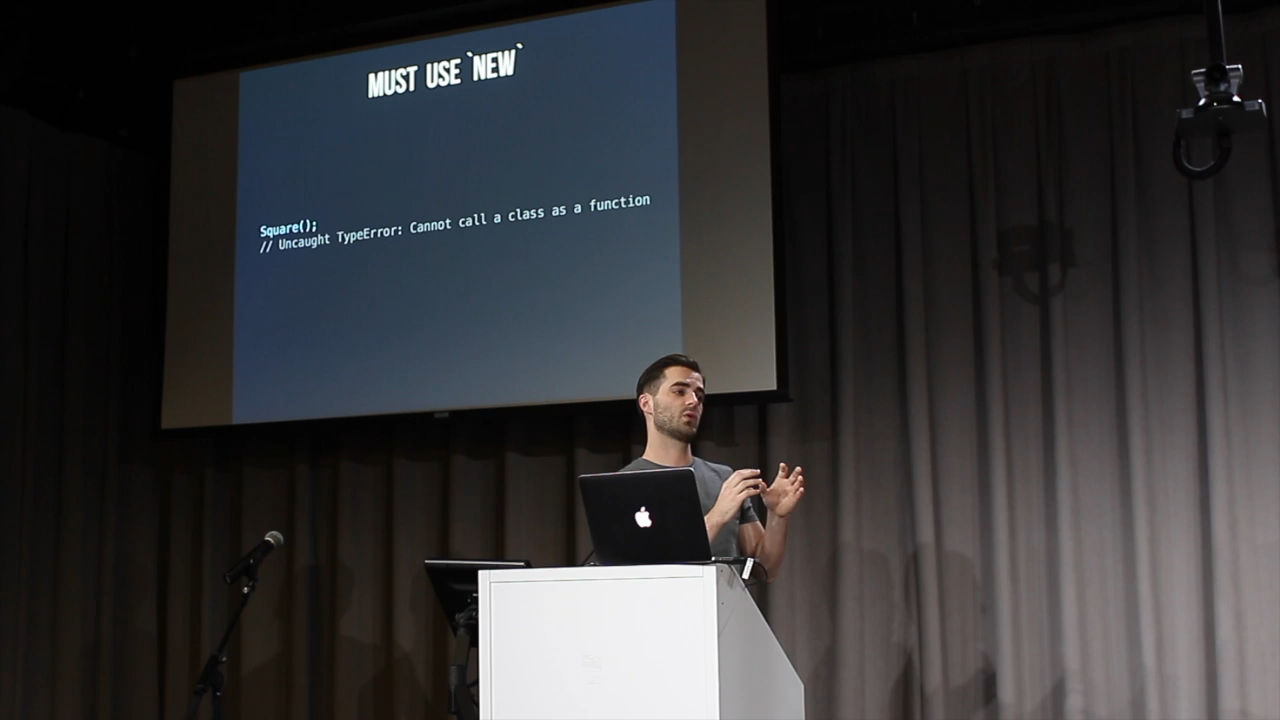 MUST USE `NEW`
Square();
// Uncaught TypeError: Cannot call a class as a function